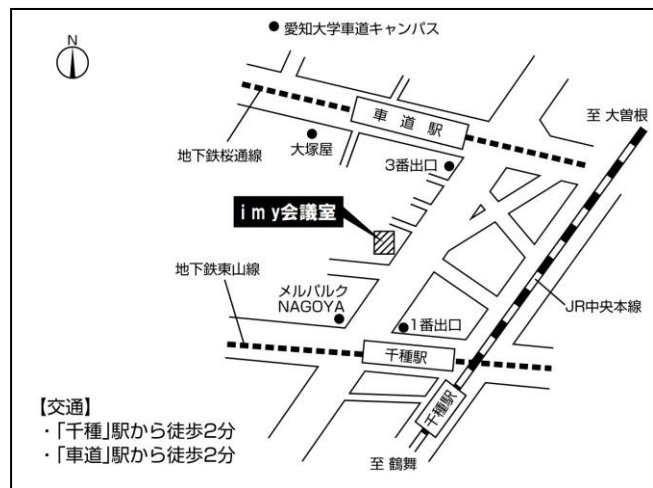 N
愛知大学車道キャンパス
至 大曽根
車道駅
地下鉄桜通線
大塚屋
3番出口
imy会議室
地下鉄東山線
メルパルク
NAGOYA
1番出口
JR中央本線
千種駅
千種駅
【交通】
・「千種」駅から徒歩2分
・「車道」駅から徒歩2分
至 鶴舞